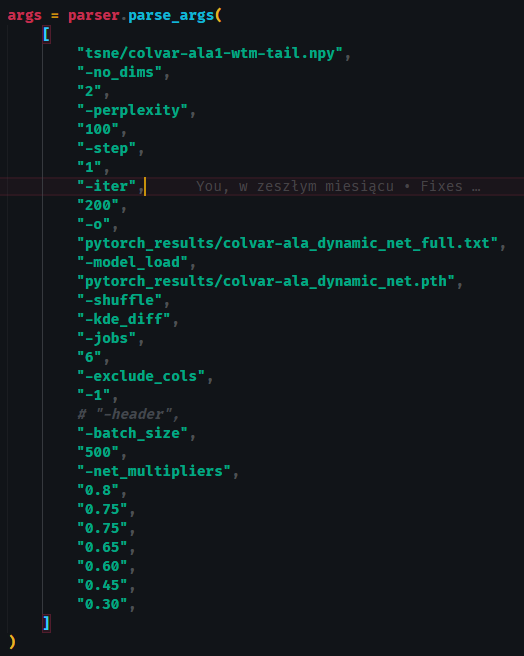 args = parser.parse_args(
[
"tsne/colvar-ala1-wtm-tail.npy",
"-no_dims",
"2",
"-perplexity",
"100",
"-step",
"1",
"-iter", You, w zeszłym miesiącu • Fixes …
"200",
"-o",
"pytorch_results/colvar-ala_dynamic_net_full.txt",
"-model_load",
"pytorch_results/colvar-ala_dynamic_net.pth",
"-shuffle",
"-kde_diff",
"-jobs",
"6",
"-exclude_cols",
"-1",
# "-header",
"-batch_size",
"500",
"-net_multipliers",
"0.8",
"0.75",
"0.75",
"0.65",
"0.60",
"0.45",
"0.30",
]
)